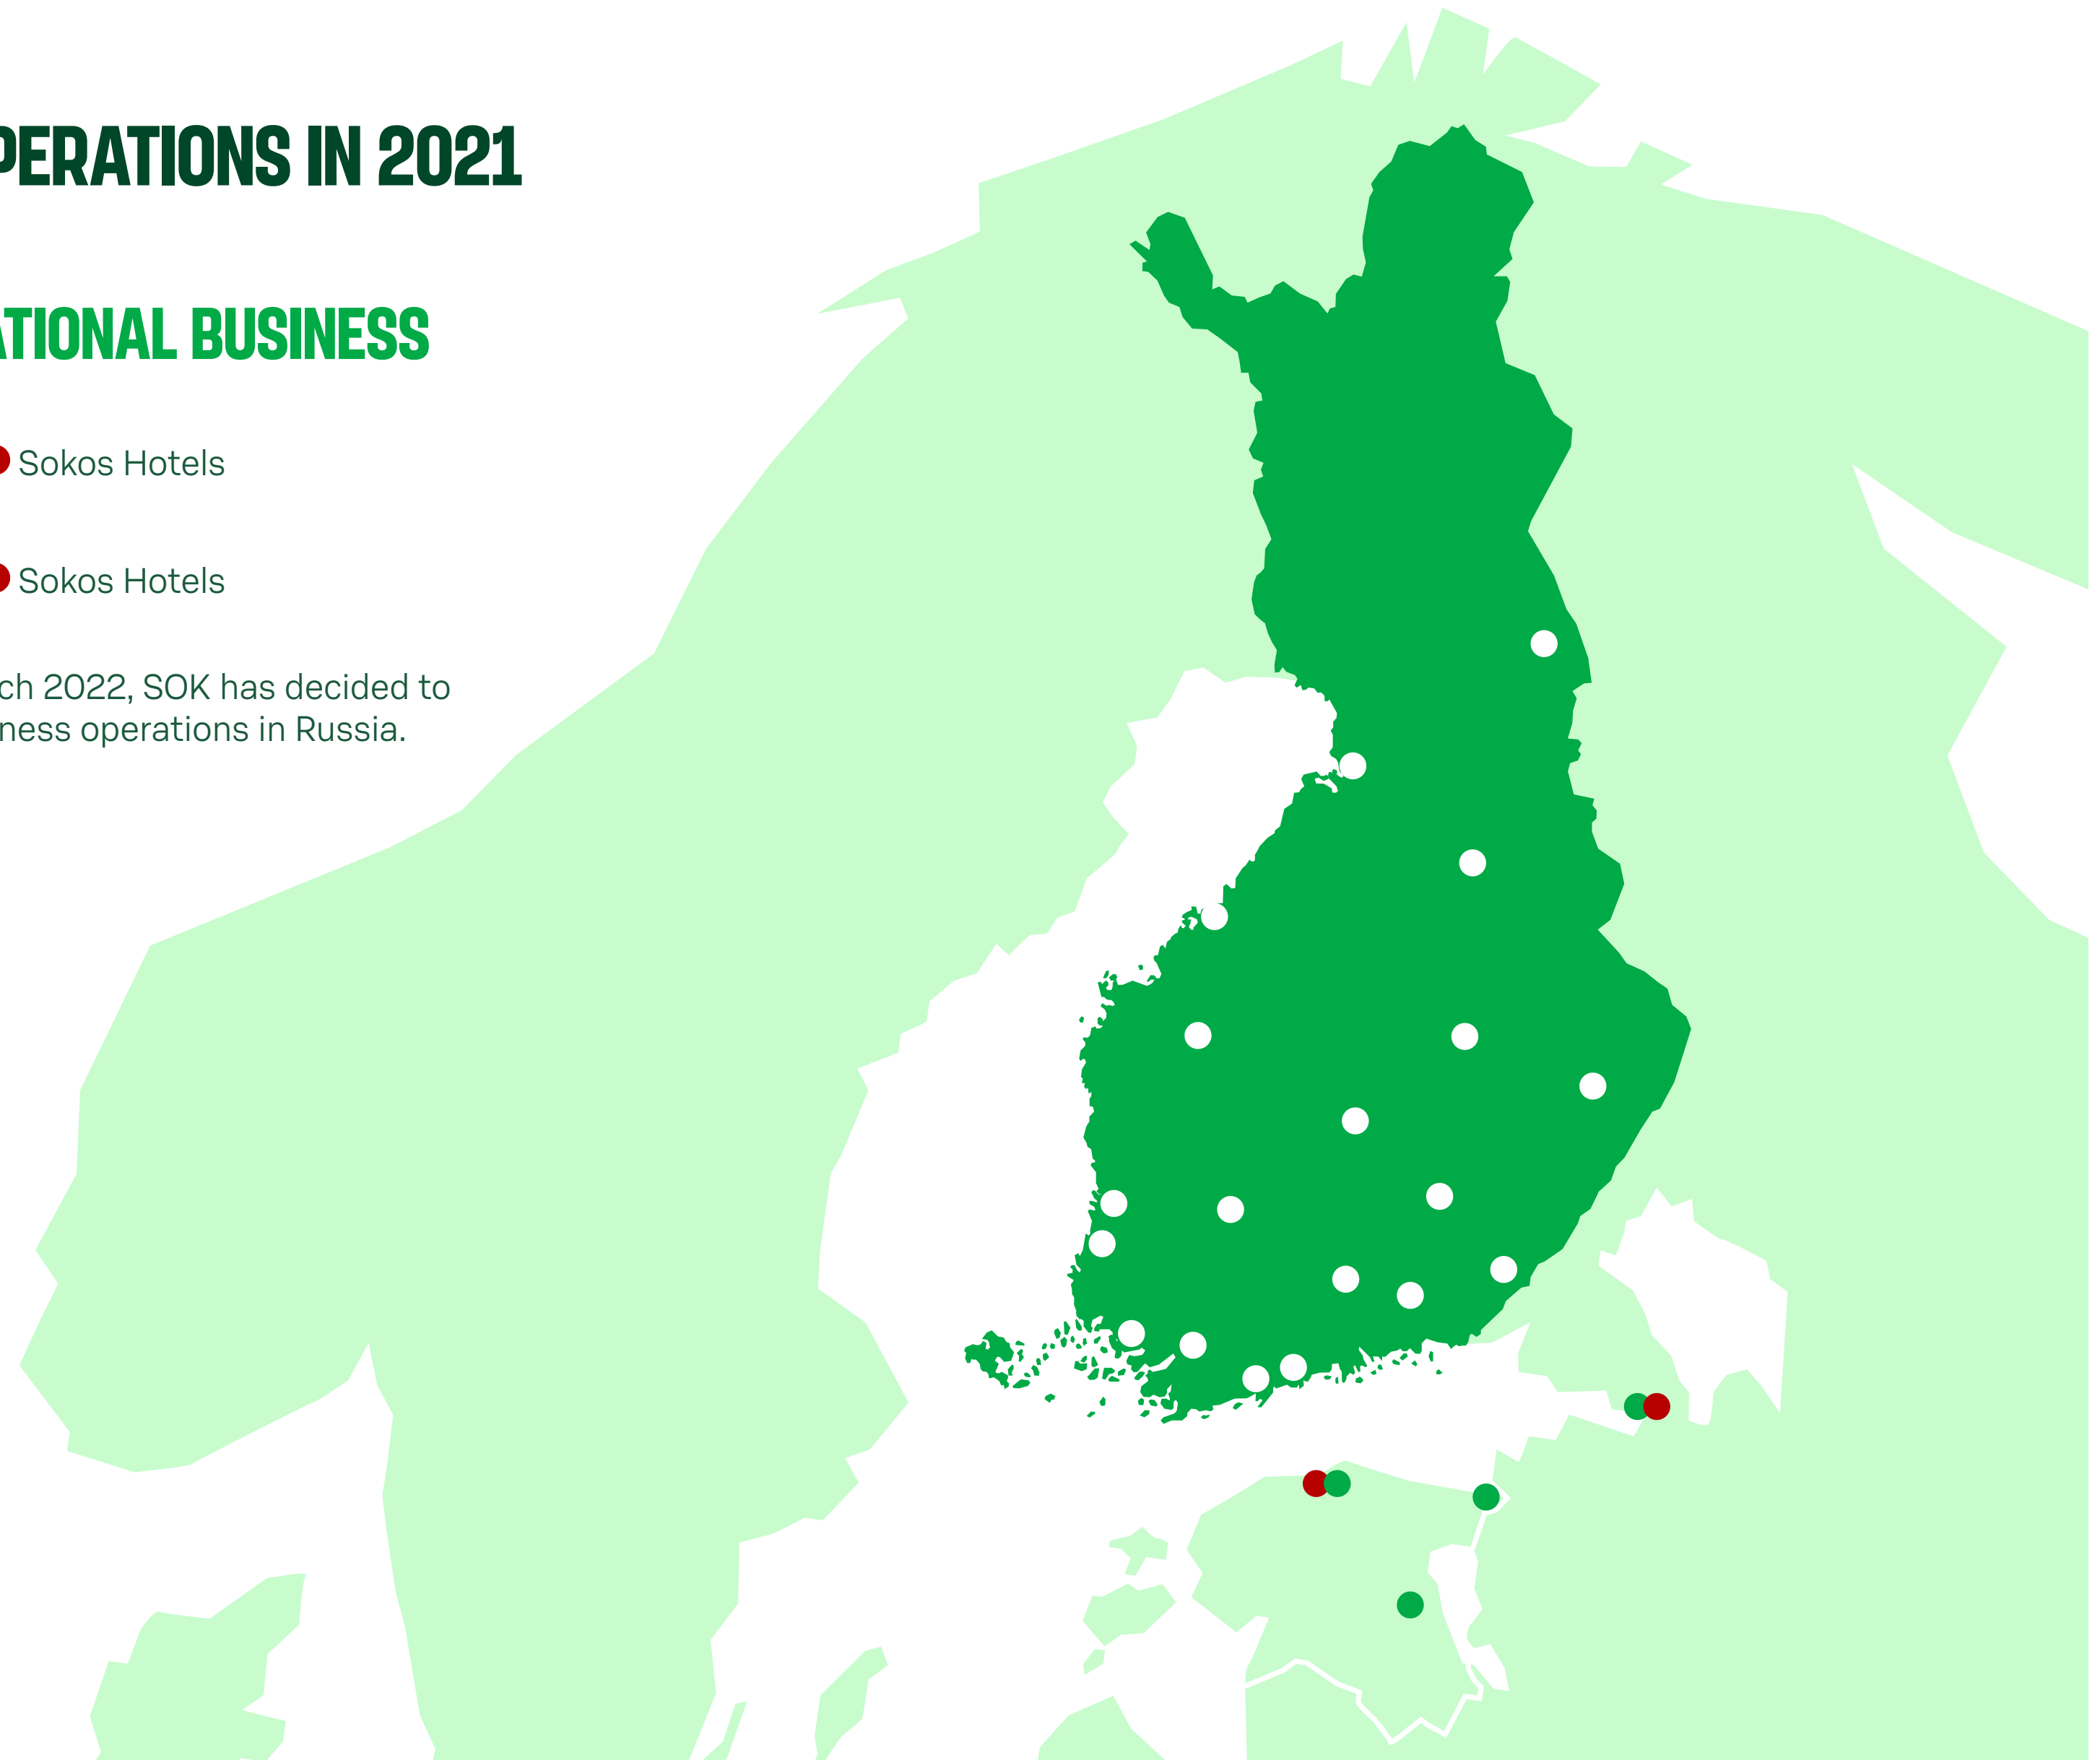 PERATIONS IN 2021
ATIONAL BUSINESS
Sokos Hotels
Sokos Hotels
ch 2022, SOK has decided to
ness operations in Russia.